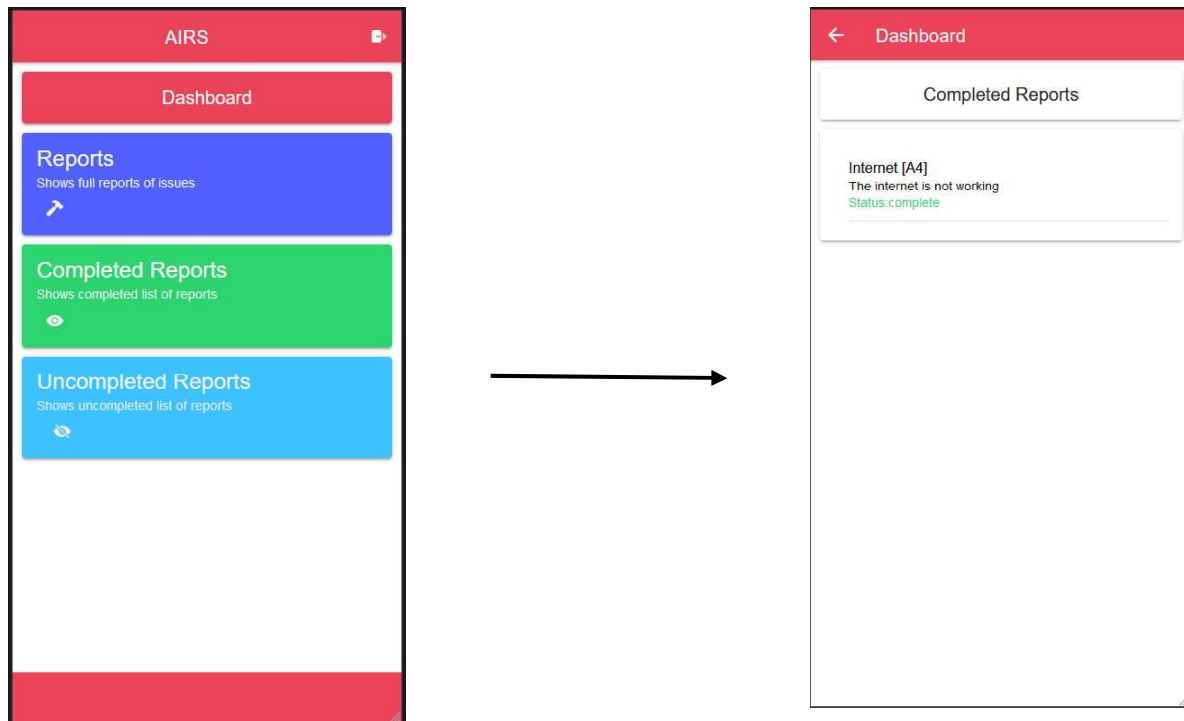 AIRS
Dashboard
Reports
Shows full reports of issues
Completed Reports
Shows completed list of reports
Uncompleted Reports
Shows uncompleted list of reports
Dashboard
Completed Reports
Internet [A4]
The internet is not working
Status:complete